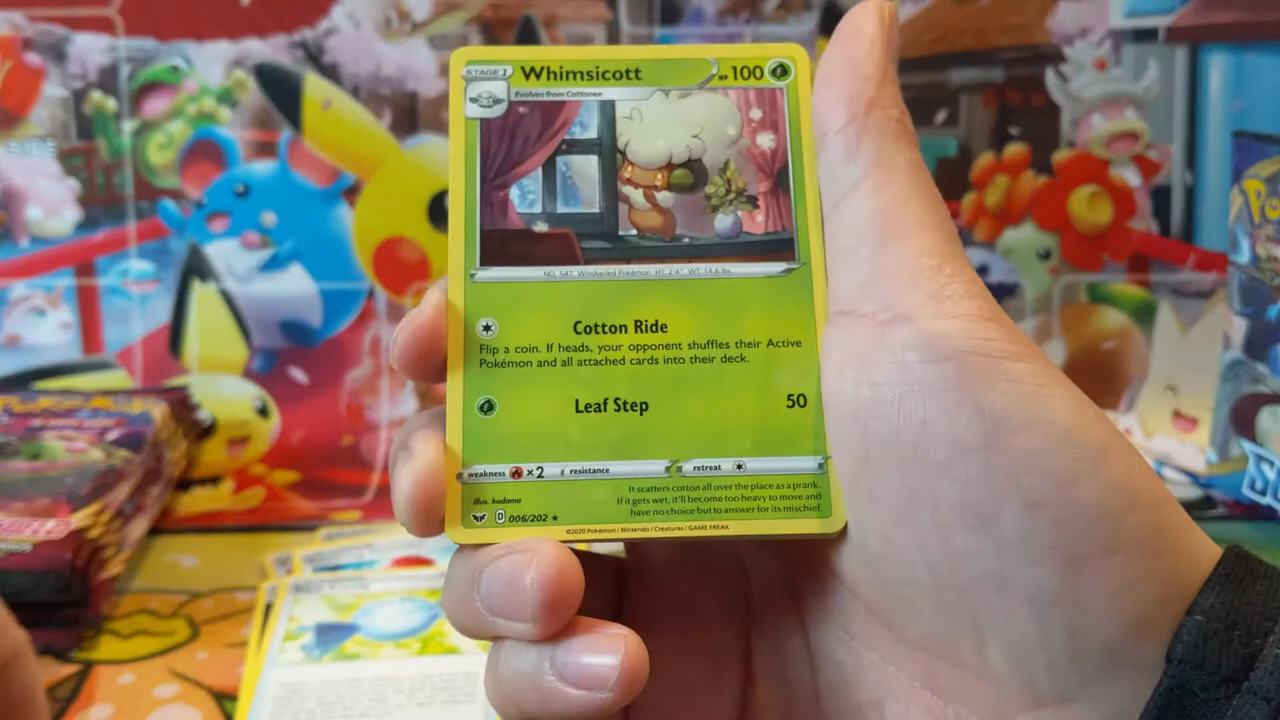 STAGE 1 Whimsicott HP 100
Evolves from Cottonee
NO. 547 Windveiled Pokémon HT. 2'4" WT. 14.6 lbs
Cotton Ride
Flip a coin. If heads, your opponent shuffles their Active
Pokémon and all attached cards into their deck.
Leaf Step 50
weakness ×2 resistance retreat
Illus. kodama
It scatters cotton all over the place as a prank.
If it gets wet, it'll become too heavy to move and
have no choice but to answer for its mischief.
D 006/202 ★
©2020 Pokémon / Nintendo / Creatures / GAME FREAK